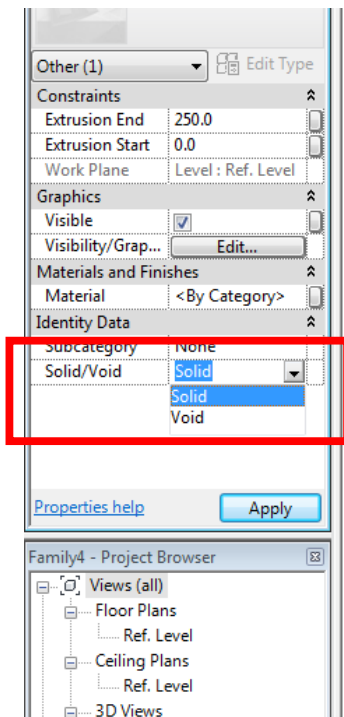 Other (1) Edit Type
Constraints
Extrusion End 250.0
Extrusion Start 0.0
Work Plane Level : Ref. Level
Graphics
Visible
Visibility/Grap... Edit...
Materials and Finishes
Material <By Category>
Identity Data
Subcategory None
Solid/Void Solid
Solid
Void
Properties help Apply
Family4 - Project Browser
Views (all)
Floor Plans
Ref. Level
Ceiling Plans
Ref. Level
3D Views